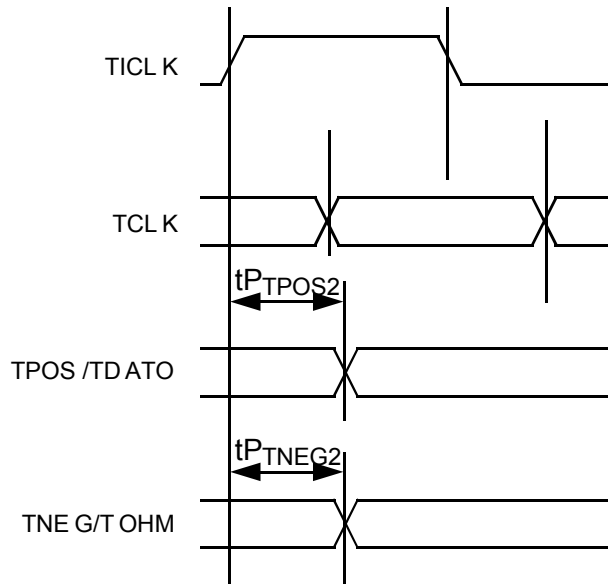 TICL K
TCL K
tPTPOS2
TPOS /TD ATO
tPTNEG2
TNE G/T OHM